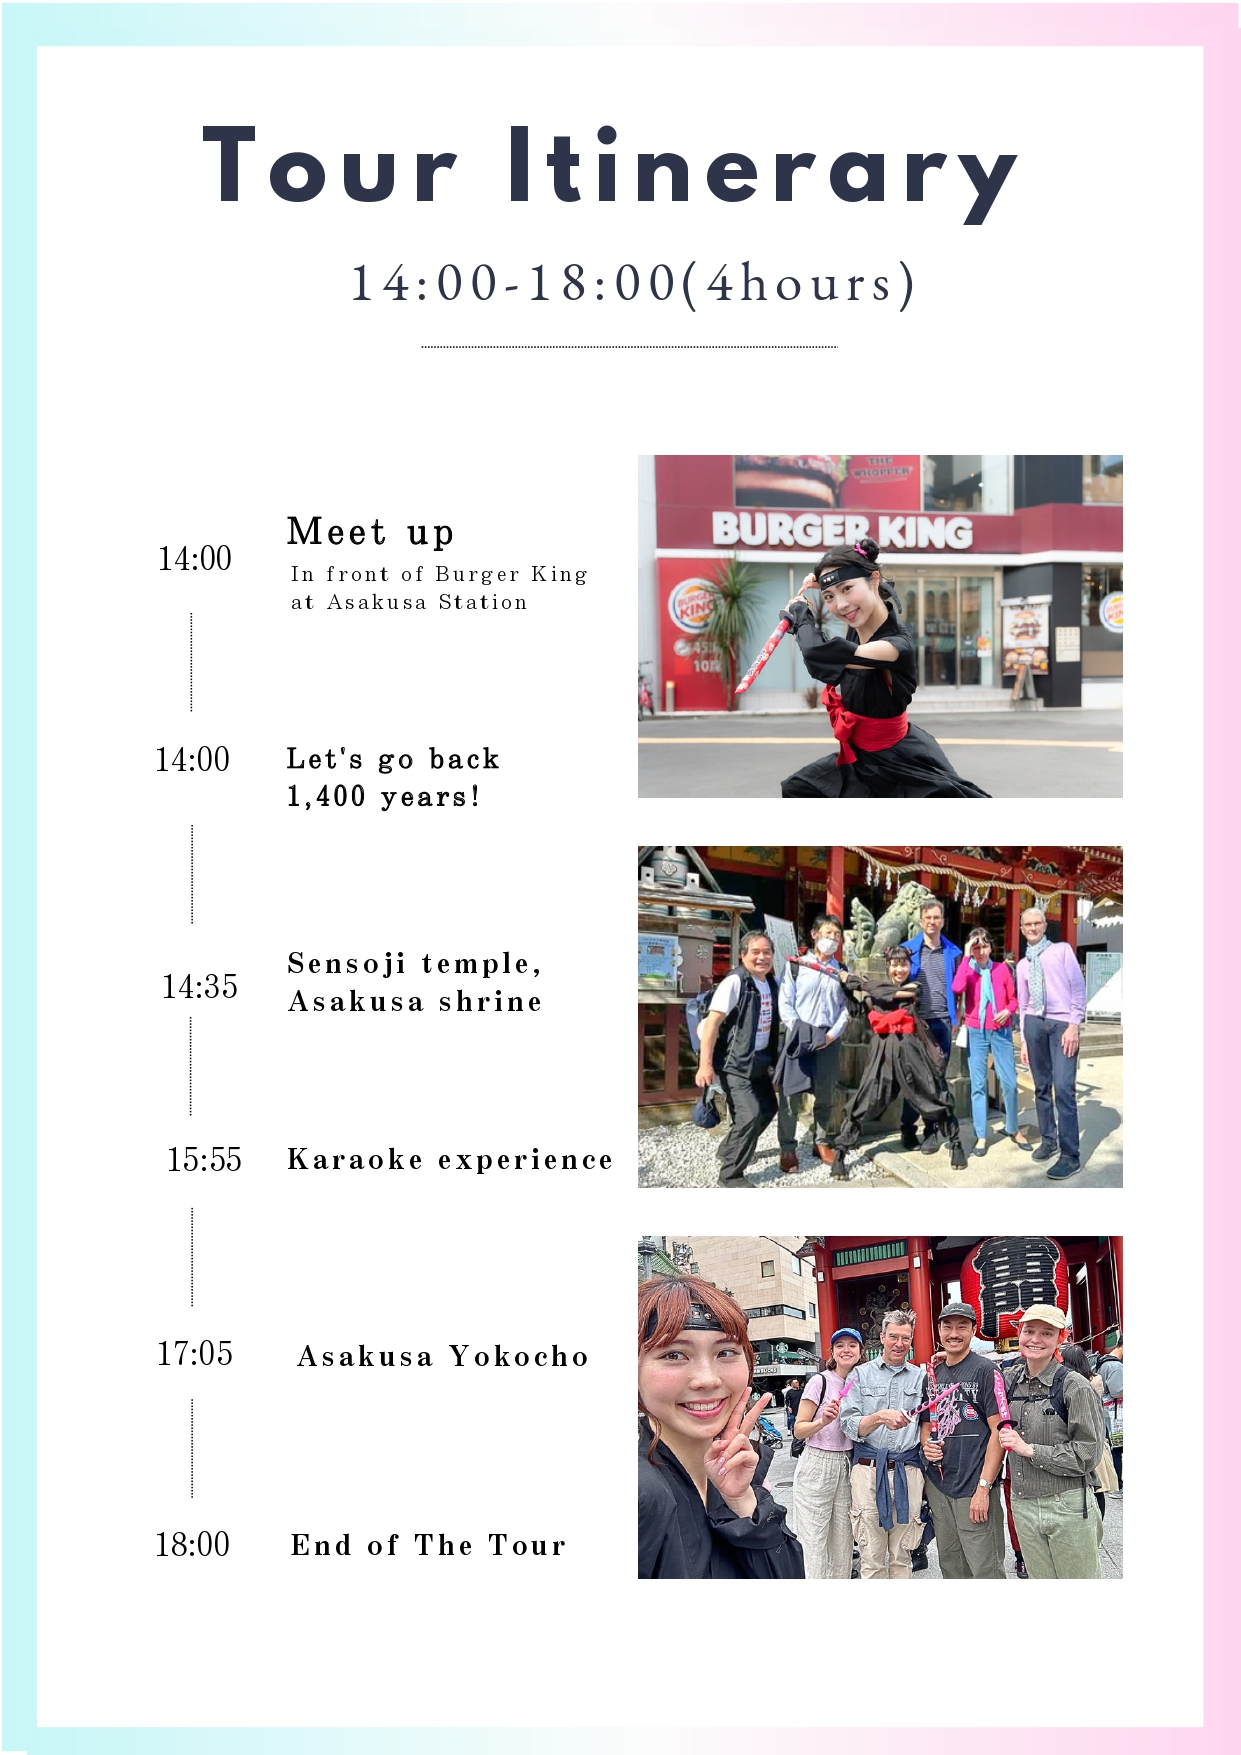 Tour Itinerary
14:00-18:00(4hours)
14:00
Meet up
In front of Burger King
at Asakusa Station
14:00
Let's go back
1,400 years!
14:35
Sensoji temple,
Asakusa shrine
15:55
Karaoke experience
17:05
Asakusa Yokocho
18:00
End of The Tour
THE
WHOPPER
BURGER KING
BURGER
KING